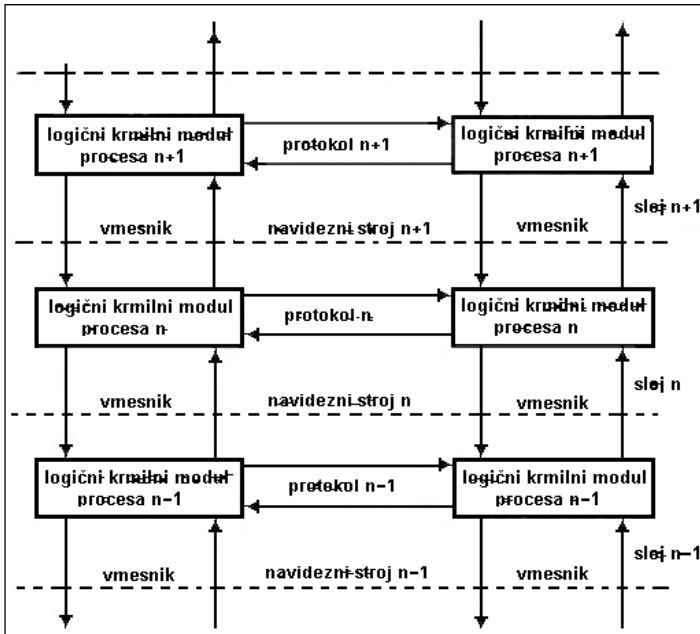 logični krmilni modul
procesa n+1
protokol n+1
logični krmilni modul
procesa n+1
slej n+1
vmesnik
navidezni stroj n+1
vmesnik
logični krmilni modul
procesa n
protokol n
logični krmilni modul
procesa n
slej n
vmesnik
navidezni stroj n
vmesnik
logični krmilni modul
procesa n-1
protokol n-1
logični krmilni modul
procesa n-1
slej n-1
vmesnik
navidezni stroj n-1
vmesnik